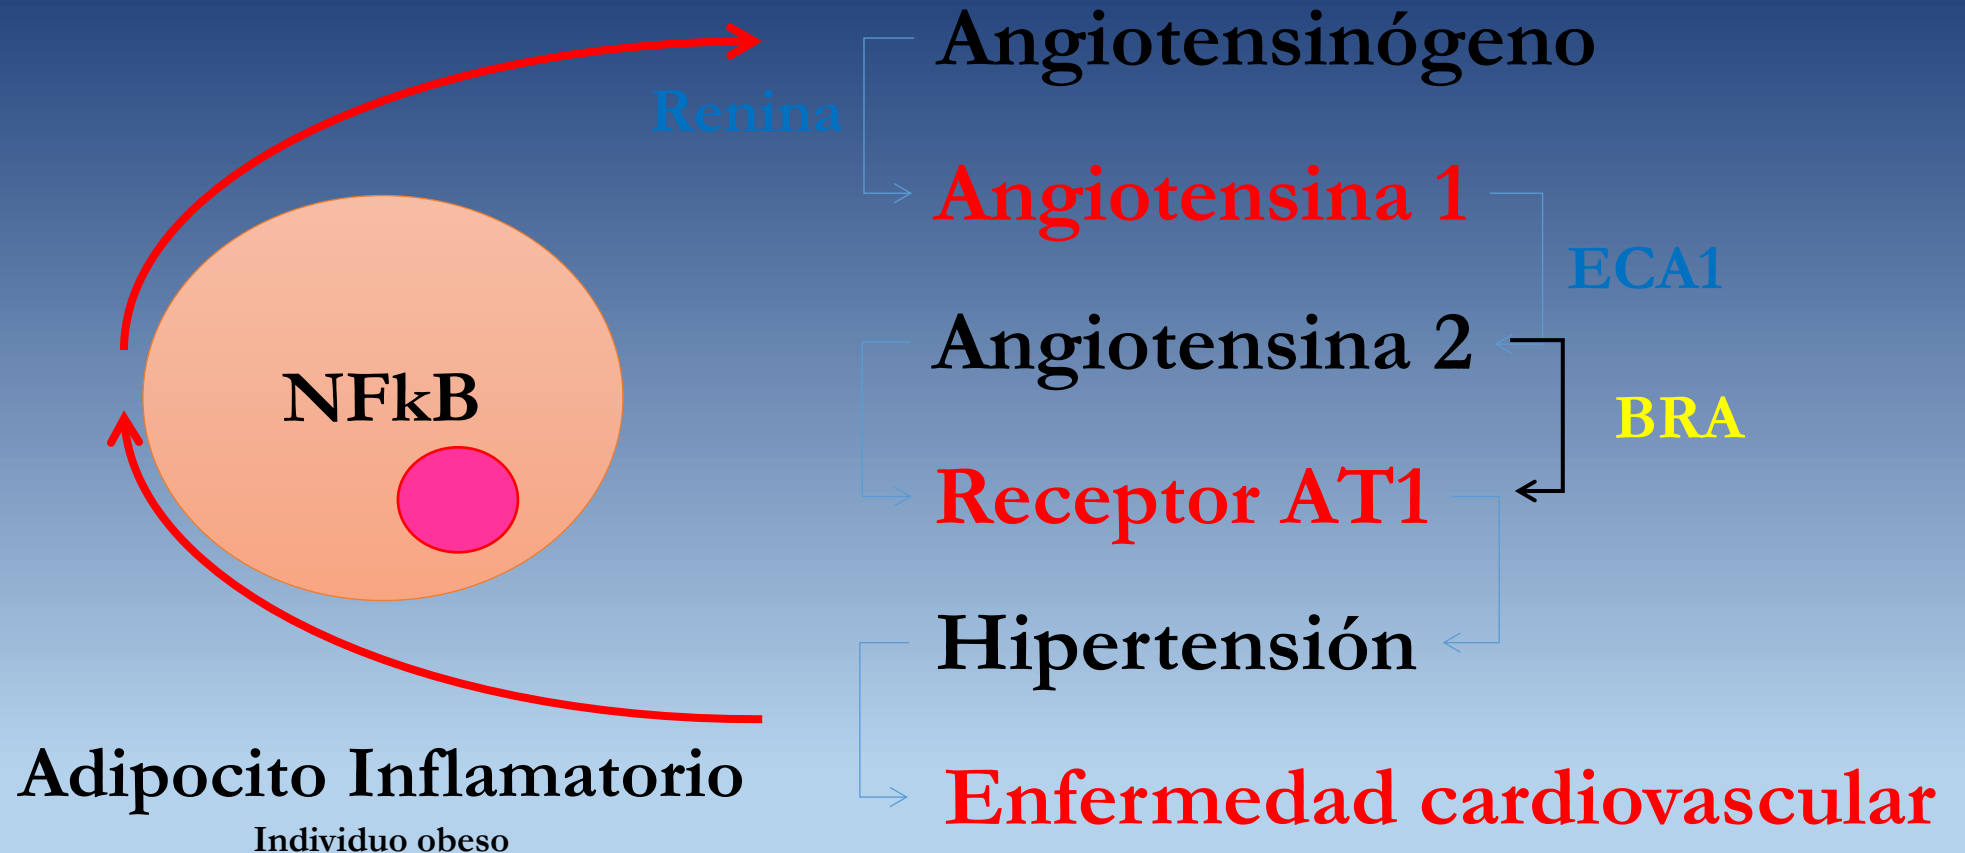 Angiotensinógeno
Renina
Angiotensina 1
ECA1
Angiotensina 2
NFkB
BRA
Receptor AT1
Hipertensión
Adipocito Inflamatorio
Enfermedad cardiovascular
Individuo obeso